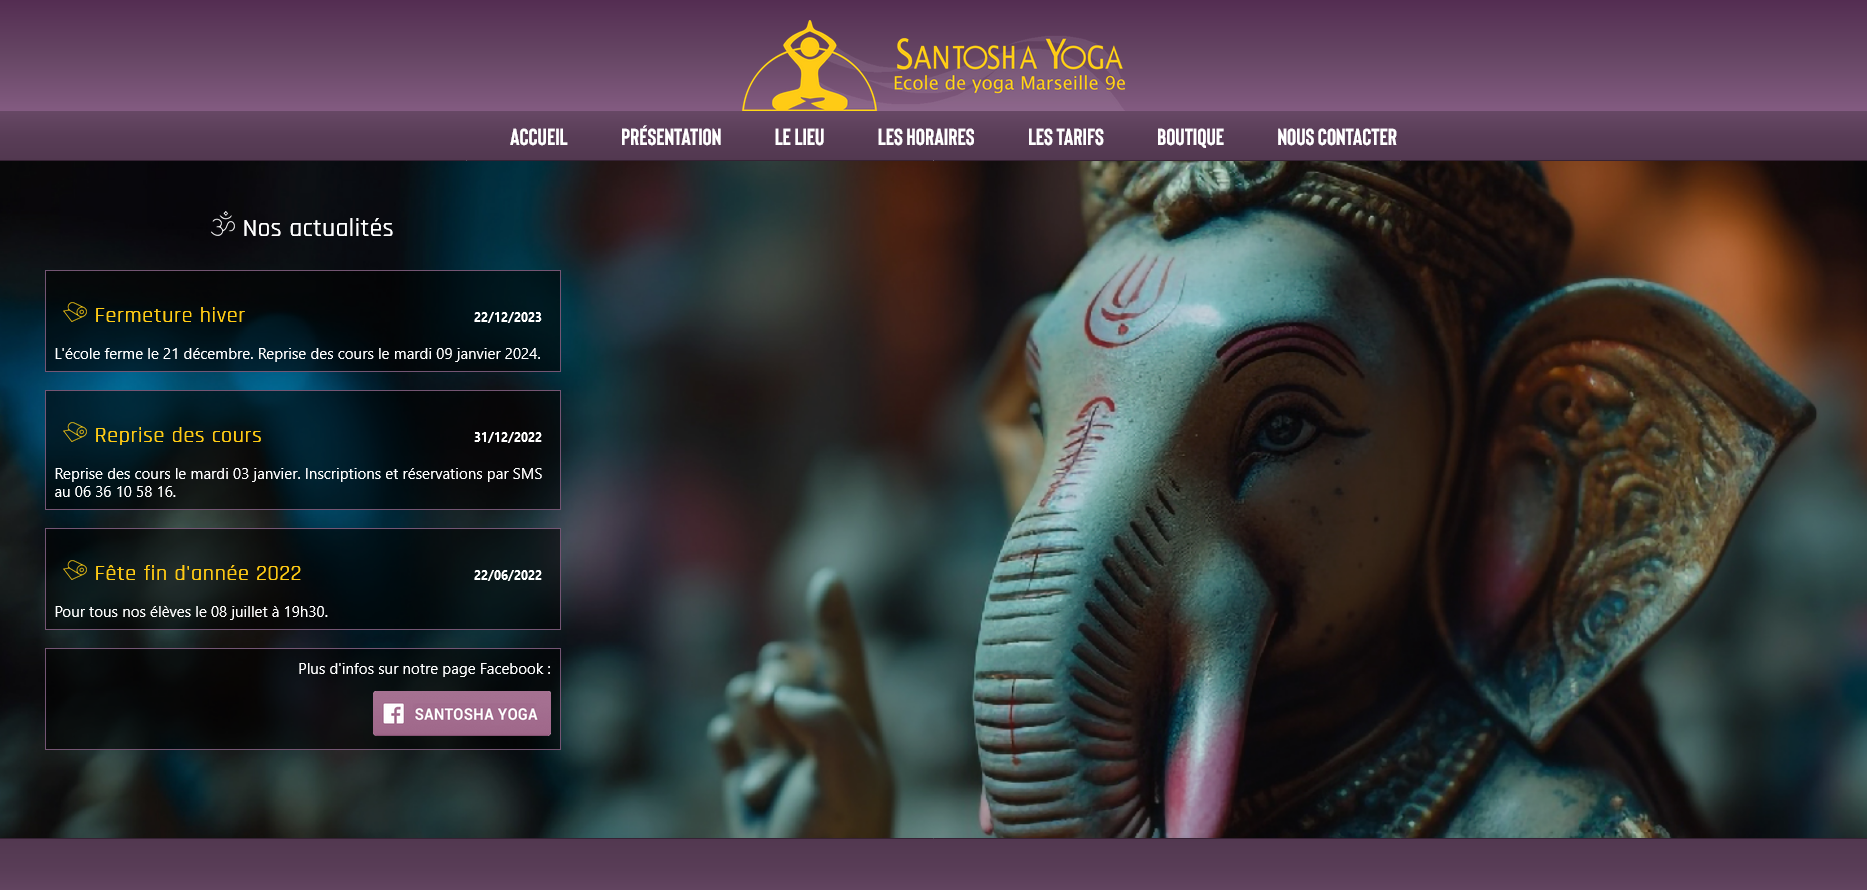 Santosha Yoga
Ecole de yoga Marseille 9e
ACCUEIL PRÉSENTATION LE LIEU LES HORAIRES LES TARIFS BOUTIQUE NOUS CONTACTER
ॐ Nos actualités
Fermeture hiver 22/12/2023
L'école ferme le 21 décembre. Reprise des cours le mardi 09 janvier 2024.
Reprise des cours 31/12/2022
Reprise des cours le mardi 03 janvier. Inscriptions et réservations par SMS
au 06 36 10 58 16.
Fête fin d'année 2022 22/06/2022
Pour tous nos élèves le 08 juillet à 19h30.
Plus d'infos sur notre page Facebook :
SANTOSHA YOGA